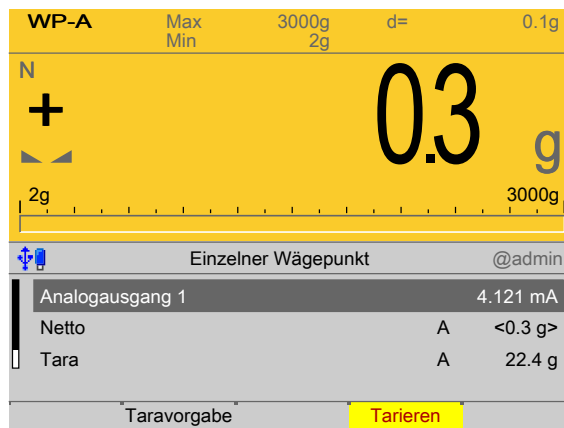 WP-A Max 3000g d= 0.1g
Min 2g
N
+ 0.3 g
2g 3000g
Einzelner Wägepunkt @admin
Analogausgang 1 4.121 mA
Netto A <0.3 g>
Tara A 22.4 g
Taravorgabe Tarieren